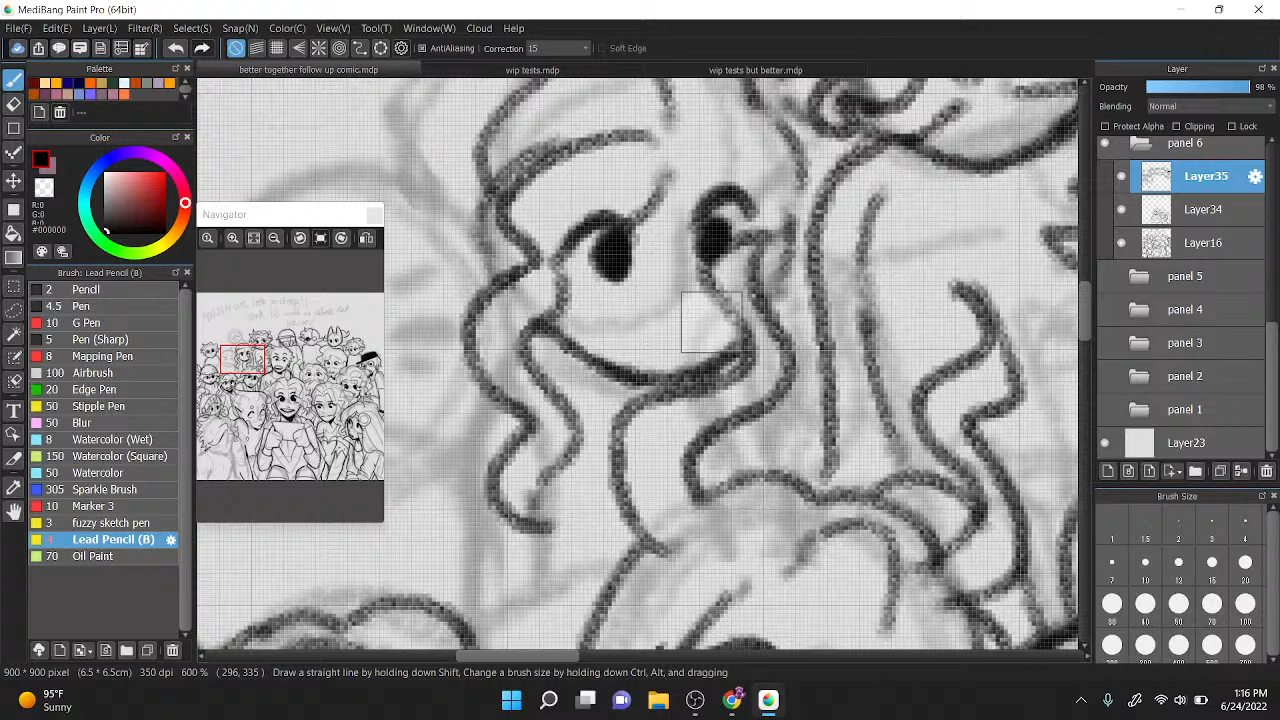 MediBang Paint Pro (64bit)
File(F) Edit(E) Layer(L) Filter(R) Select(S) Snap(N) Color(C) View(V) Tool(T) Window(W) Cloud Help
AntiAliasing Correction 15 Soft Edge
Palette
better together follow up comic.mdp wip tests.mdp wip tests but better.mdp
Layer
Opacity 98 %
Blending Normal
Protect Alpha Clipping Lock
---
Color
R:0
G:0
B:0
#000000
Navigator
panel 6
Layer35
Layer34
Layer16
panel 5
panel 4
panel 3
panel 2
panel 1
Layer23
Brush: Lead Pencil (B)
2 Pencil
4.5 Pen
10 G Pen
5 Pen (Sharp)
8 Mapping Pen
100 Airbrush
20 Edge Pen
50 Stipple Pen
50 Blur
8 Watercolor (Wet)
150 Watercolor (Square)
50 Watercolor
305 Sparkle Brush
10 Marker 3
3 fuzzy sketch pen
4 Lead Pencil (B)
70 Oil Paint
Brush Size
1 1.5 2 3 4
7 10 12 15 20
30 40 50 70 100
900 * 900 pixel (6.5 * 6.5cm) 350 dpi 600 % ( 296, 335 ) Draw a straight line by holding down Shift, Change a brush size by holding down Ctrl, Alt, and dragging
95°F
Sunny
1:16 PM
6/24/2022